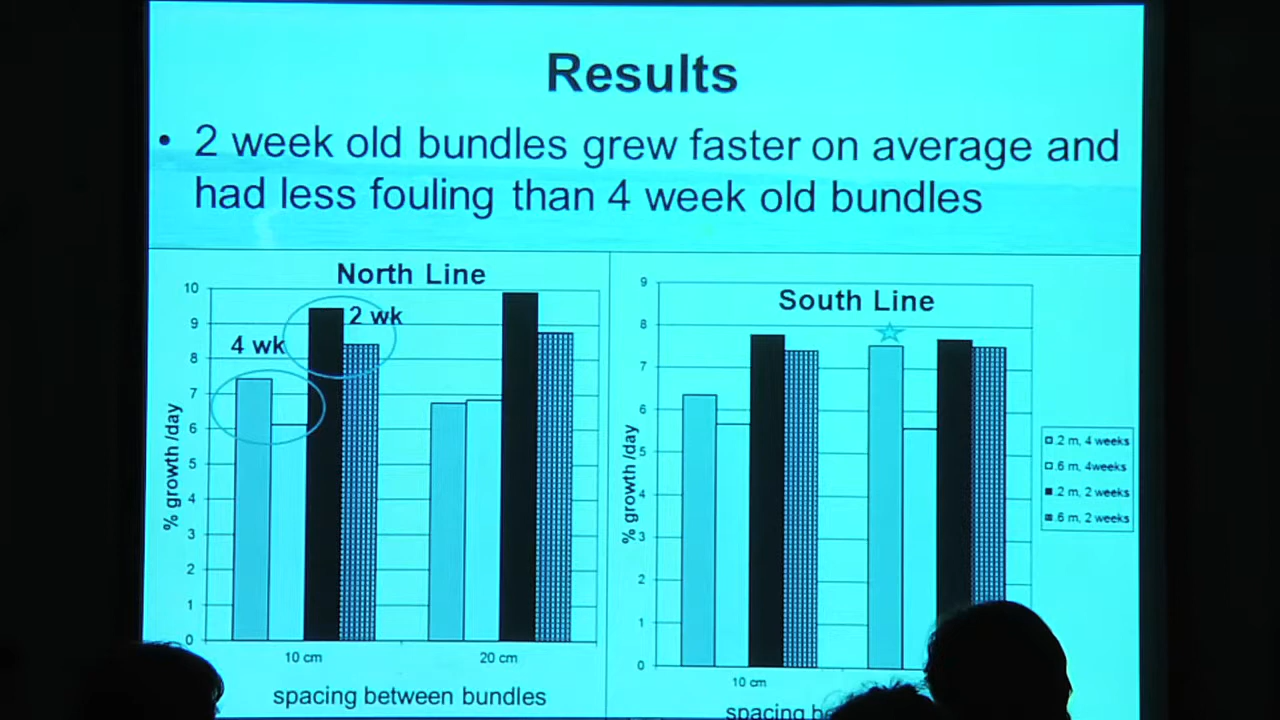 Results
• 2 week old bundles grew faster on average and
had less fouling than 4 week old bundles
North Line
10
9
8
7
6
5
4
3
2
1
0
% growth /day
4 wk
2 wk
10 cm
20 cm
spacing between bundles
South Line
9
8
7
6
5
4
3
2
1
0
% growth /day
10 cm
spacing
.2 m, 4 weeks
.6 m, 4weeks
.2 m, 2 weeks
.6 m, 2 weeks